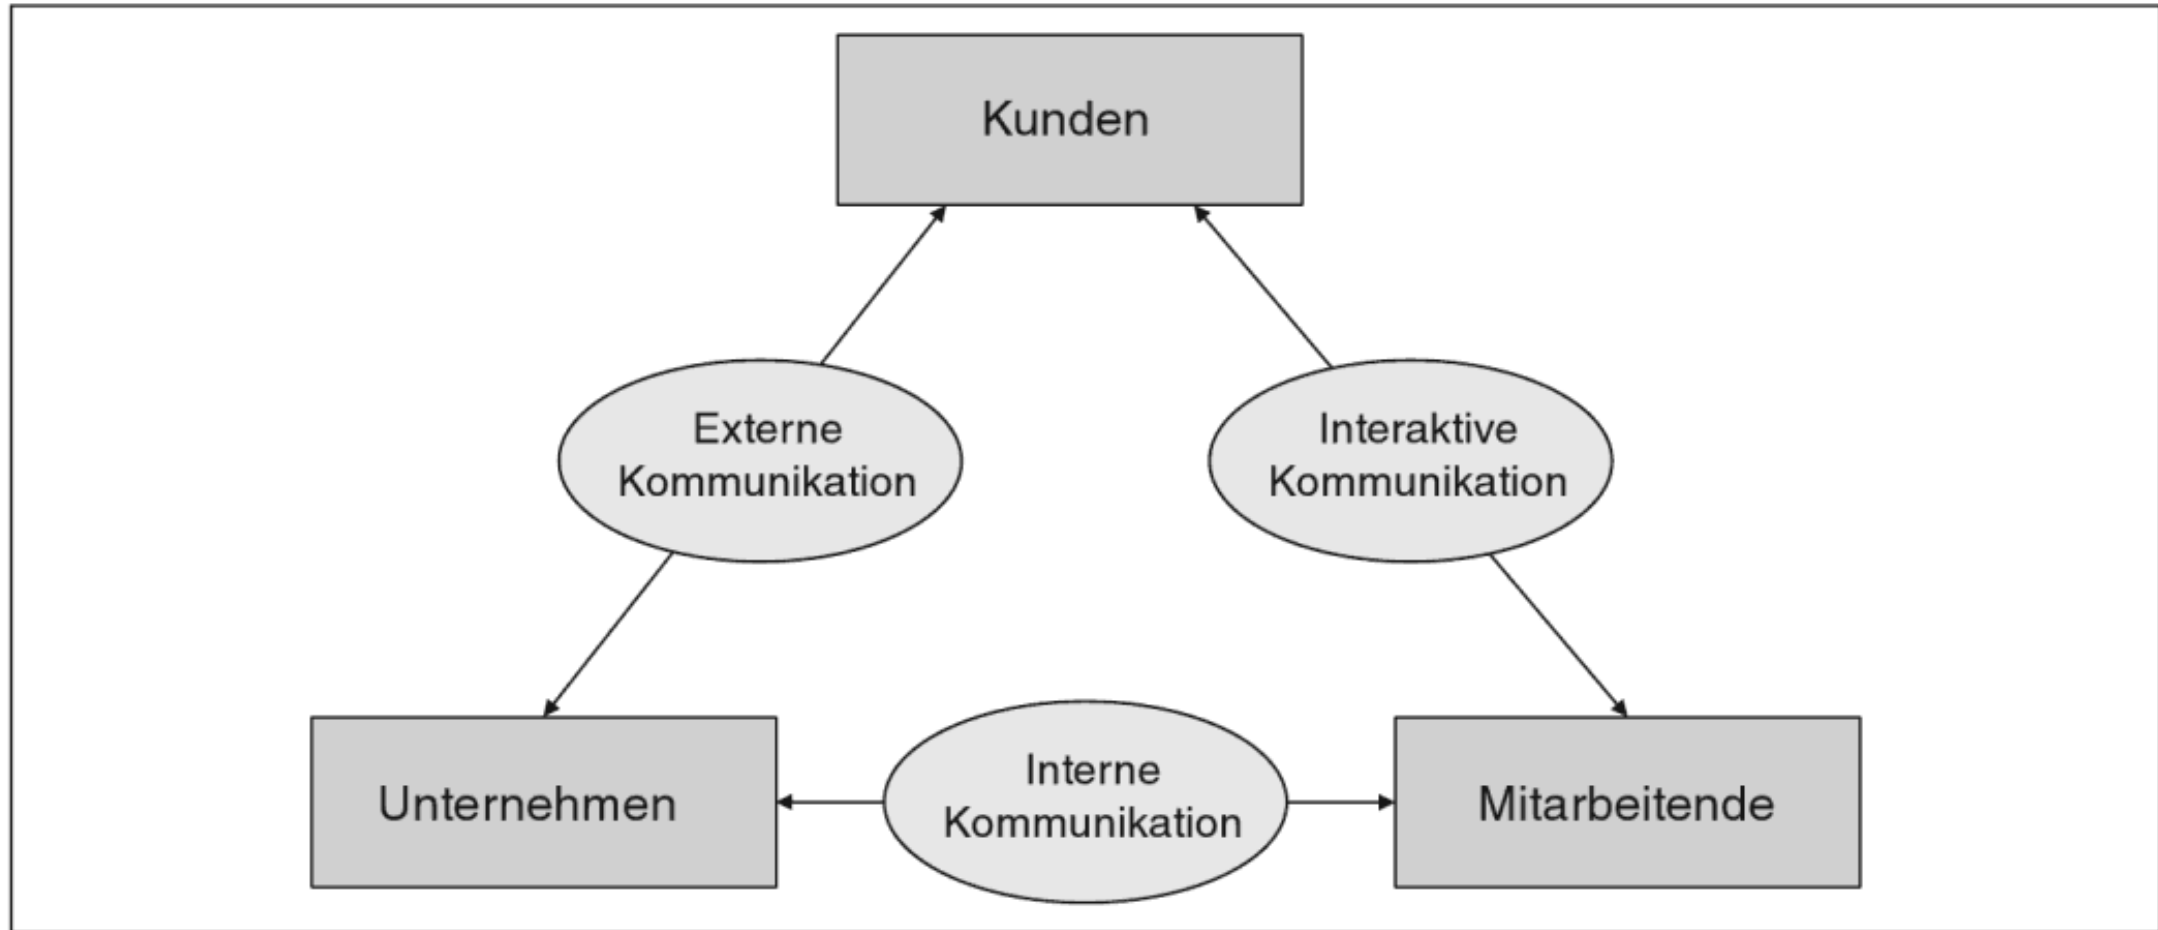 Kunden
Externe
Kommunikation
Interaktive
Kommunikation
Unternehmen
Interne
Kommunikation
Mitarbeitende